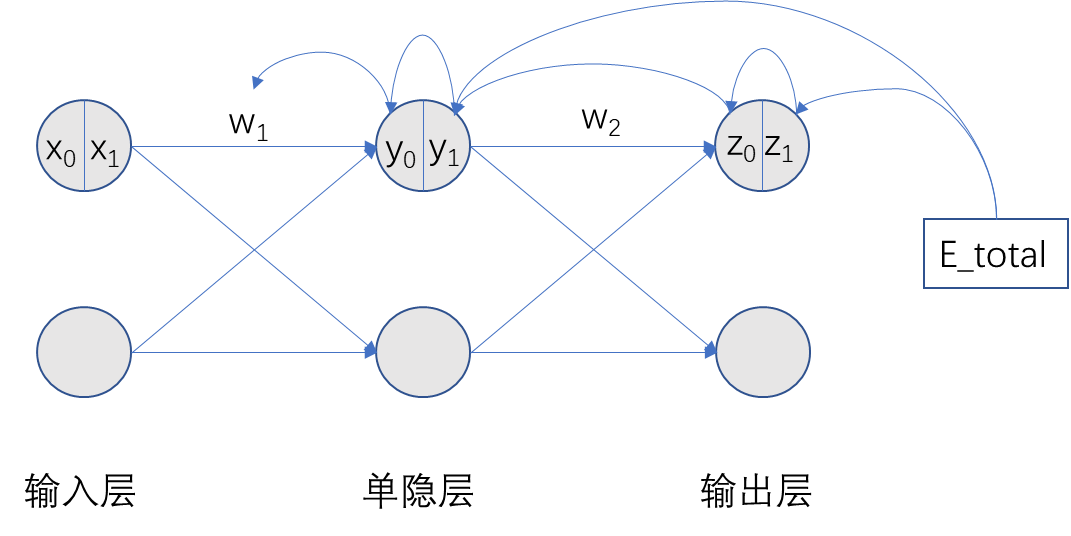 w₁
w₂
x₀ x₁
y₀ y₁
z₀ z₁
E_total
输入层
单隐层
输出层